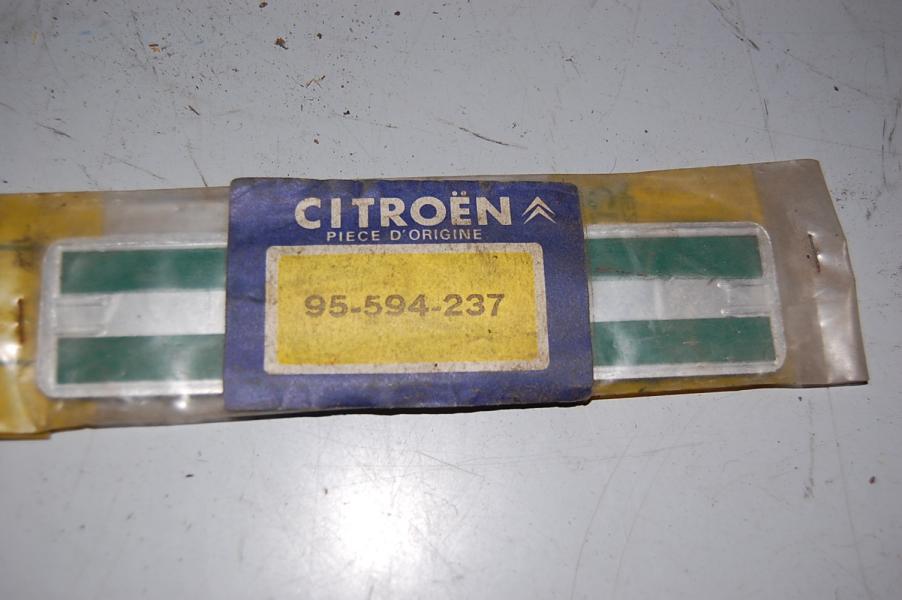 CITROËN
PIECE D'ORIGINE
95-594-237